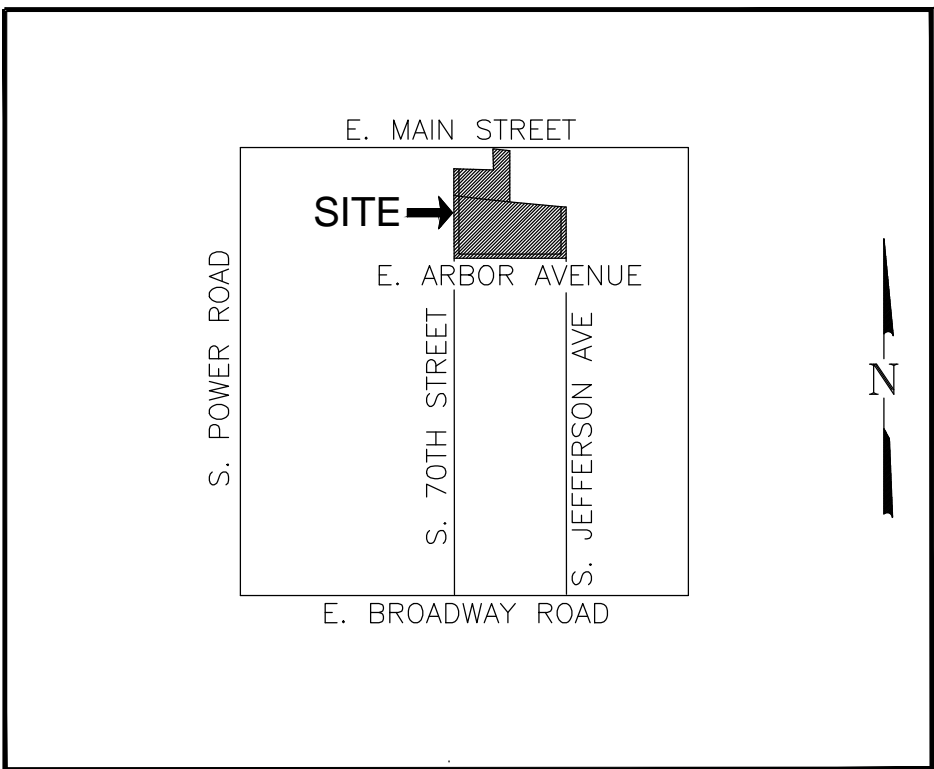 E. MAIN STREET
SITE
E. ARBOR AVENUE
S. POWER ROAD
S. 70TH STREET
S. JEFFERSON AVE
N
E. BROADWAY ROAD